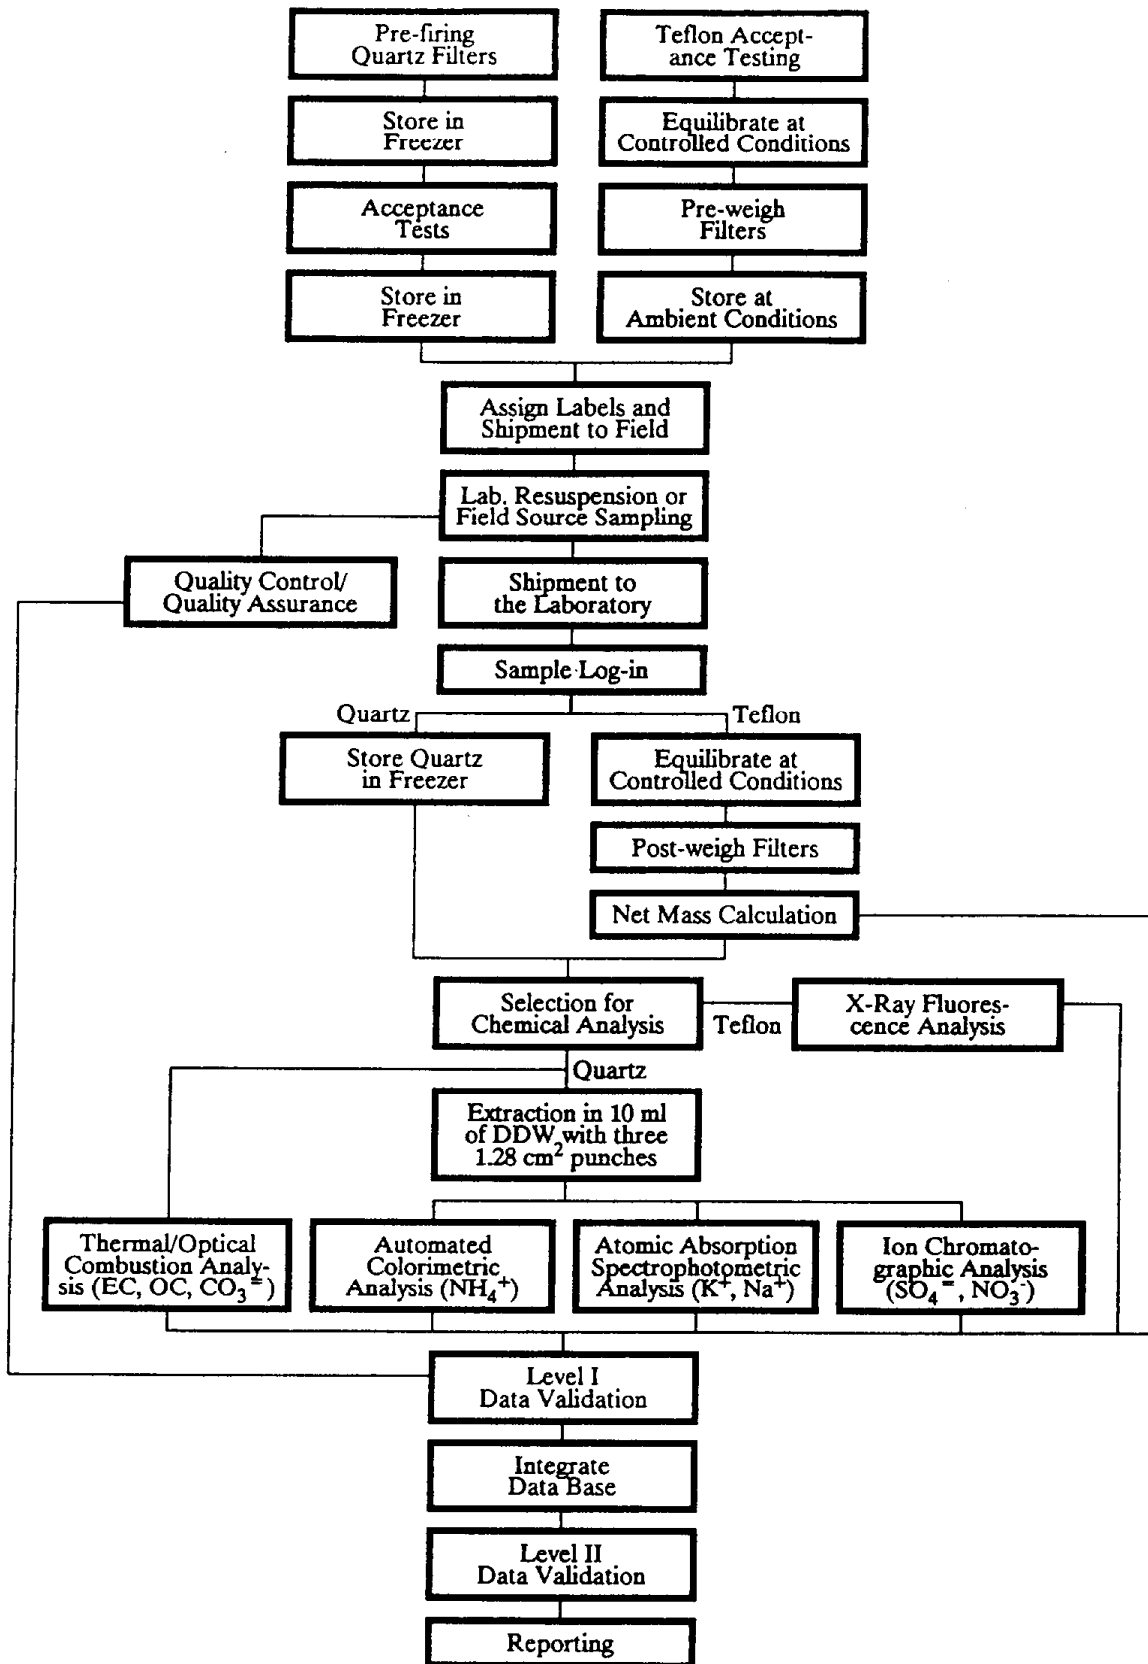 Pre-firing
Quartz Filters
Teflon Accept-
ance Testing
Store in
Freezer
Equilibrate at
Controlled Conditions
Acceptance
Tests
Pre-weigh
Filters
Store in
Freezer
Store at
Ambient Conditions
Assign Labels and
Shipment to Field
Lab. Resuspension or
Field Source Sampling
Quality Control/
Quality Assurance
Shipment to
the Laboratory
Sample Log-in
Quartz
Teflon
Store Quartz
in Freezer
Equilibrate at
Controlled Conditions
Post-weigh Filters
Net Mass Calculation
Selection for
Chemical Analysis
Teflon
X-Ray Fluores-
cence Analysis
Quartz
Extraction in 10 ml
of DDW with three
1.28 cm² punches
Thermal/Optical
Combustion Analy-
sis (EC, OC, CO₃⁼)
Automated
Colorimetric
Analysis (NH₄⁺)
Atomic Absorption
Spectrophotometric
Analysis (K⁺, Na⁺)
Ion Chromato-
graphic Analysis
(SO₄⁼, NO₃⁻)
Level I
Data Validation
Integrate
Data Base
Level II
Data Validation
Reporting